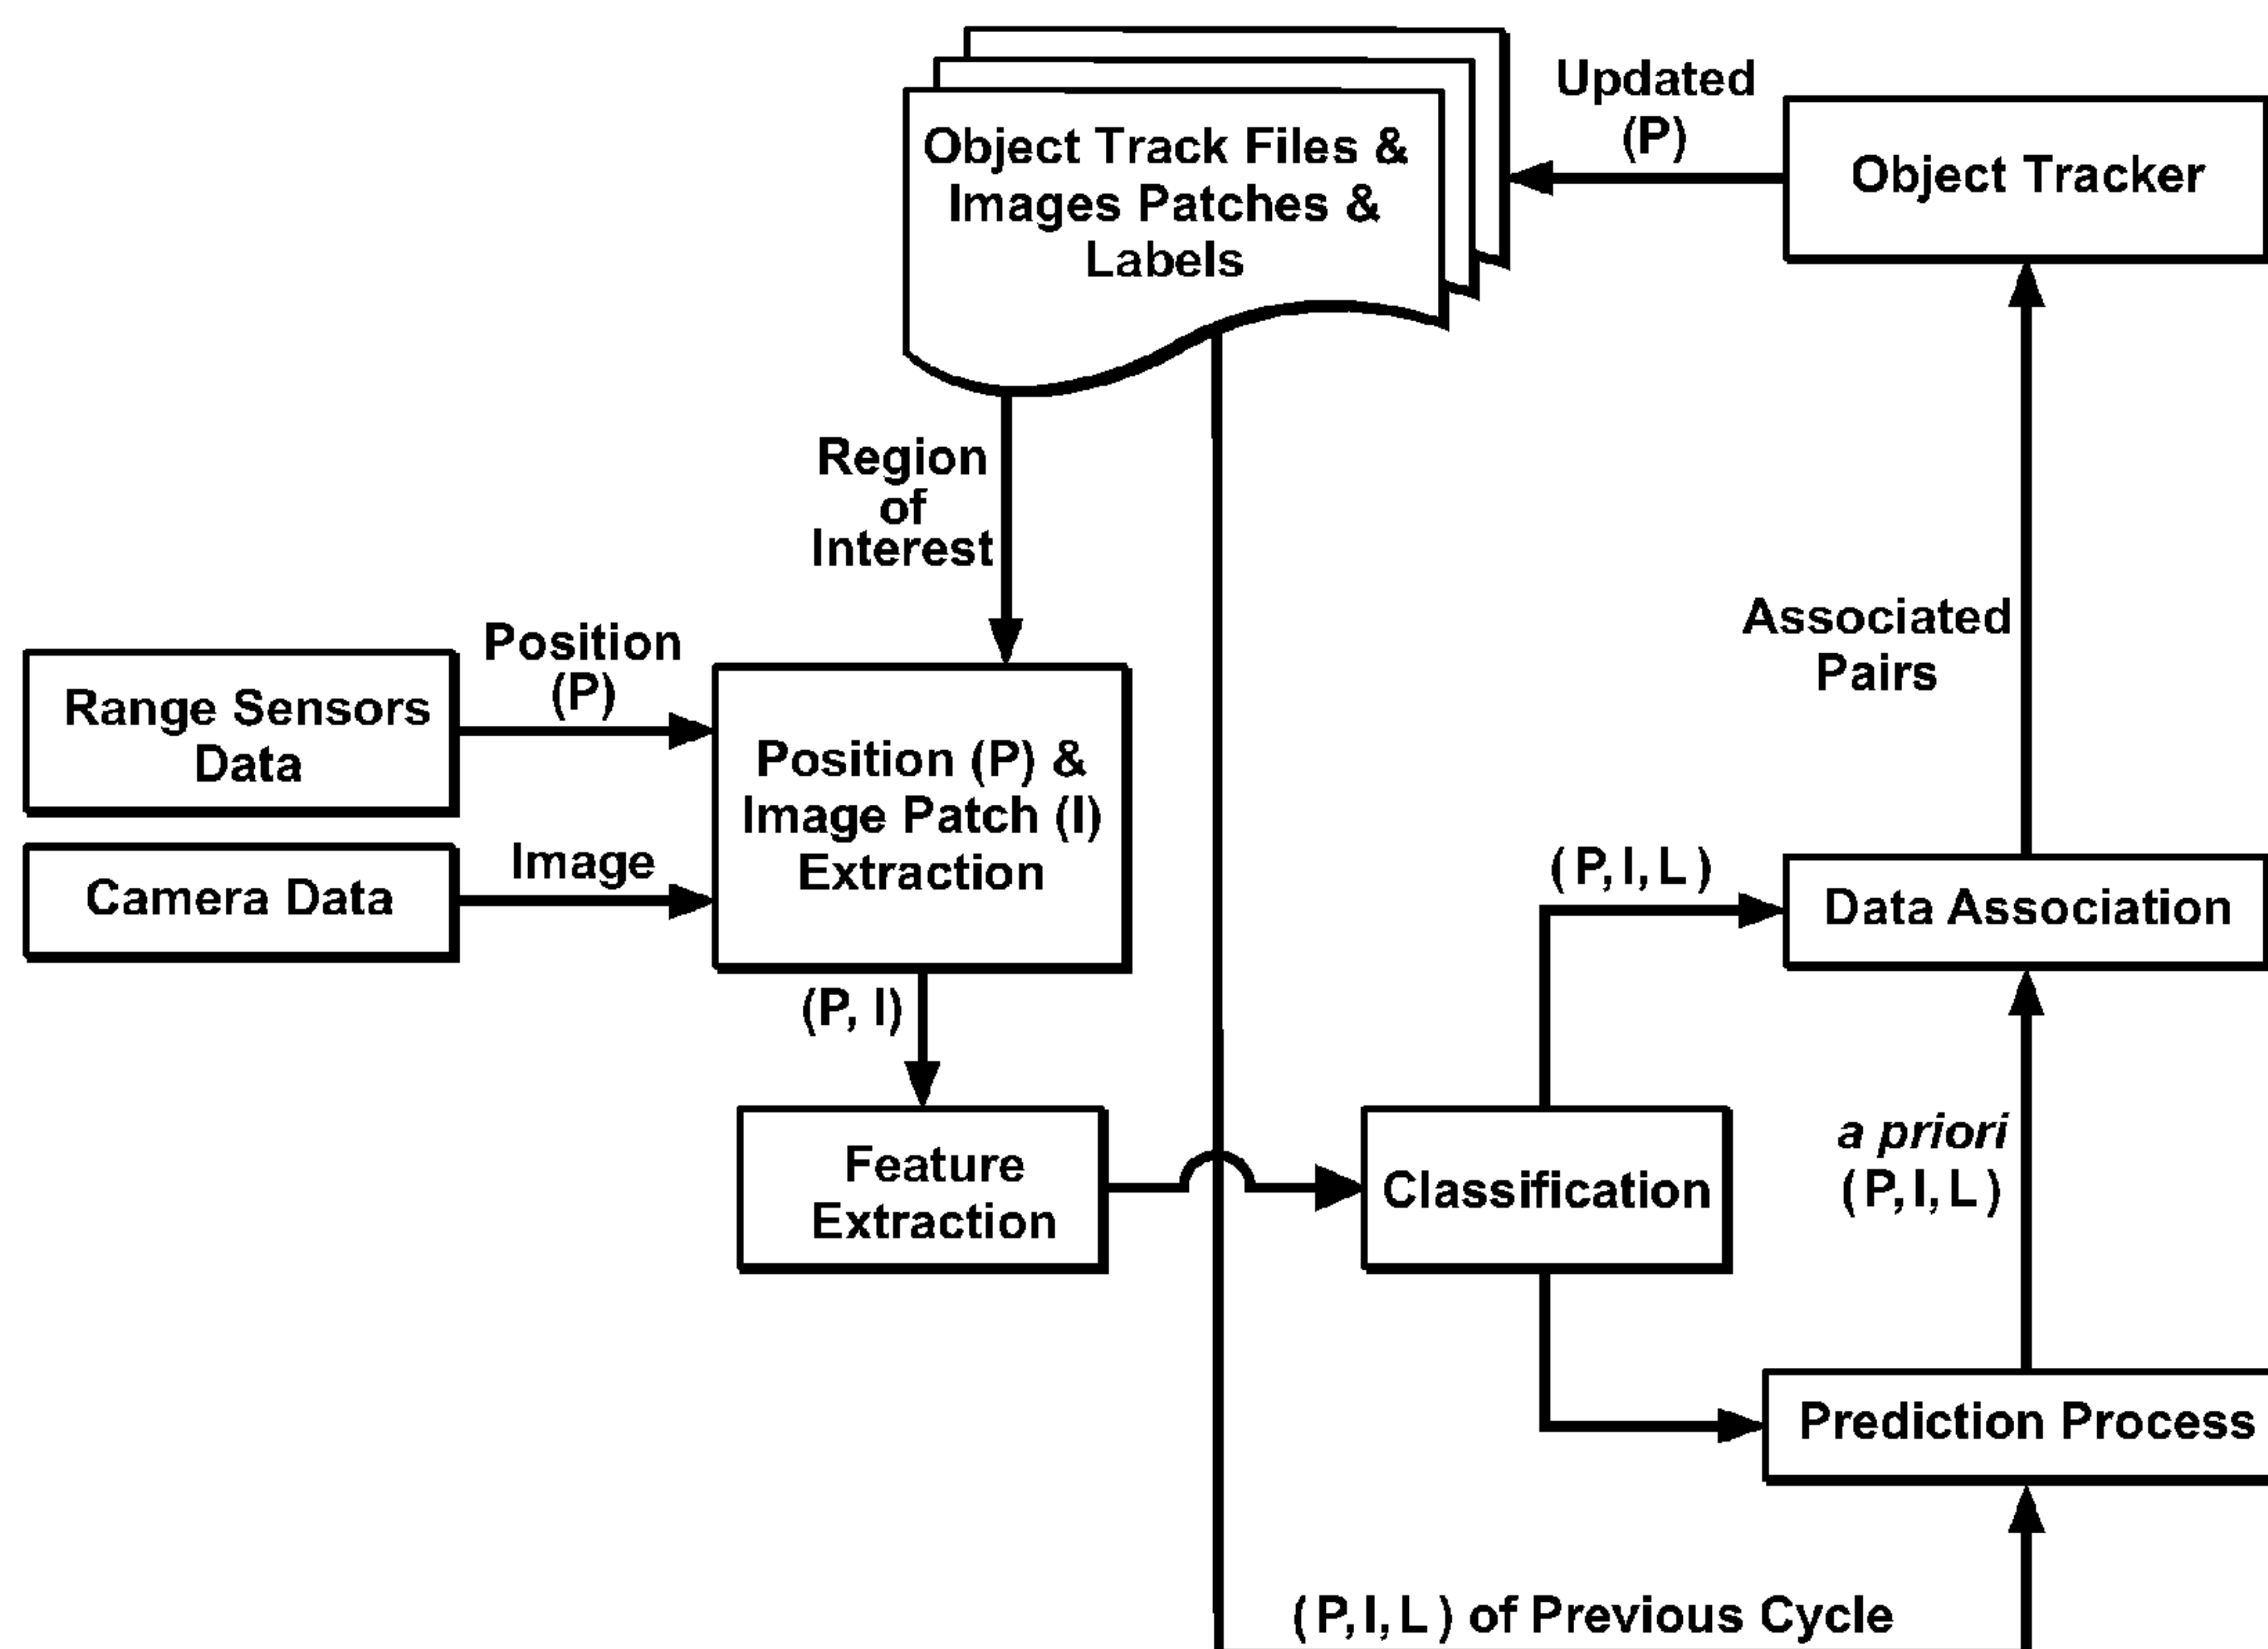 Object Track Files &
Images Patches &
Labels
Updated
(P)
Object Tracker
Region
of
Interest
Associated
Pairs
Range Sensors
Data
Position
(P)
Camera Data
Image
Position (P) &
Image Patch (I)
Extraction
(P, I)
Feature
Extraction
Classification
(P, I, L)
Data Association
a priori
(P, I, L)
Prediction Process
(P, I, L) of Previous Cycle